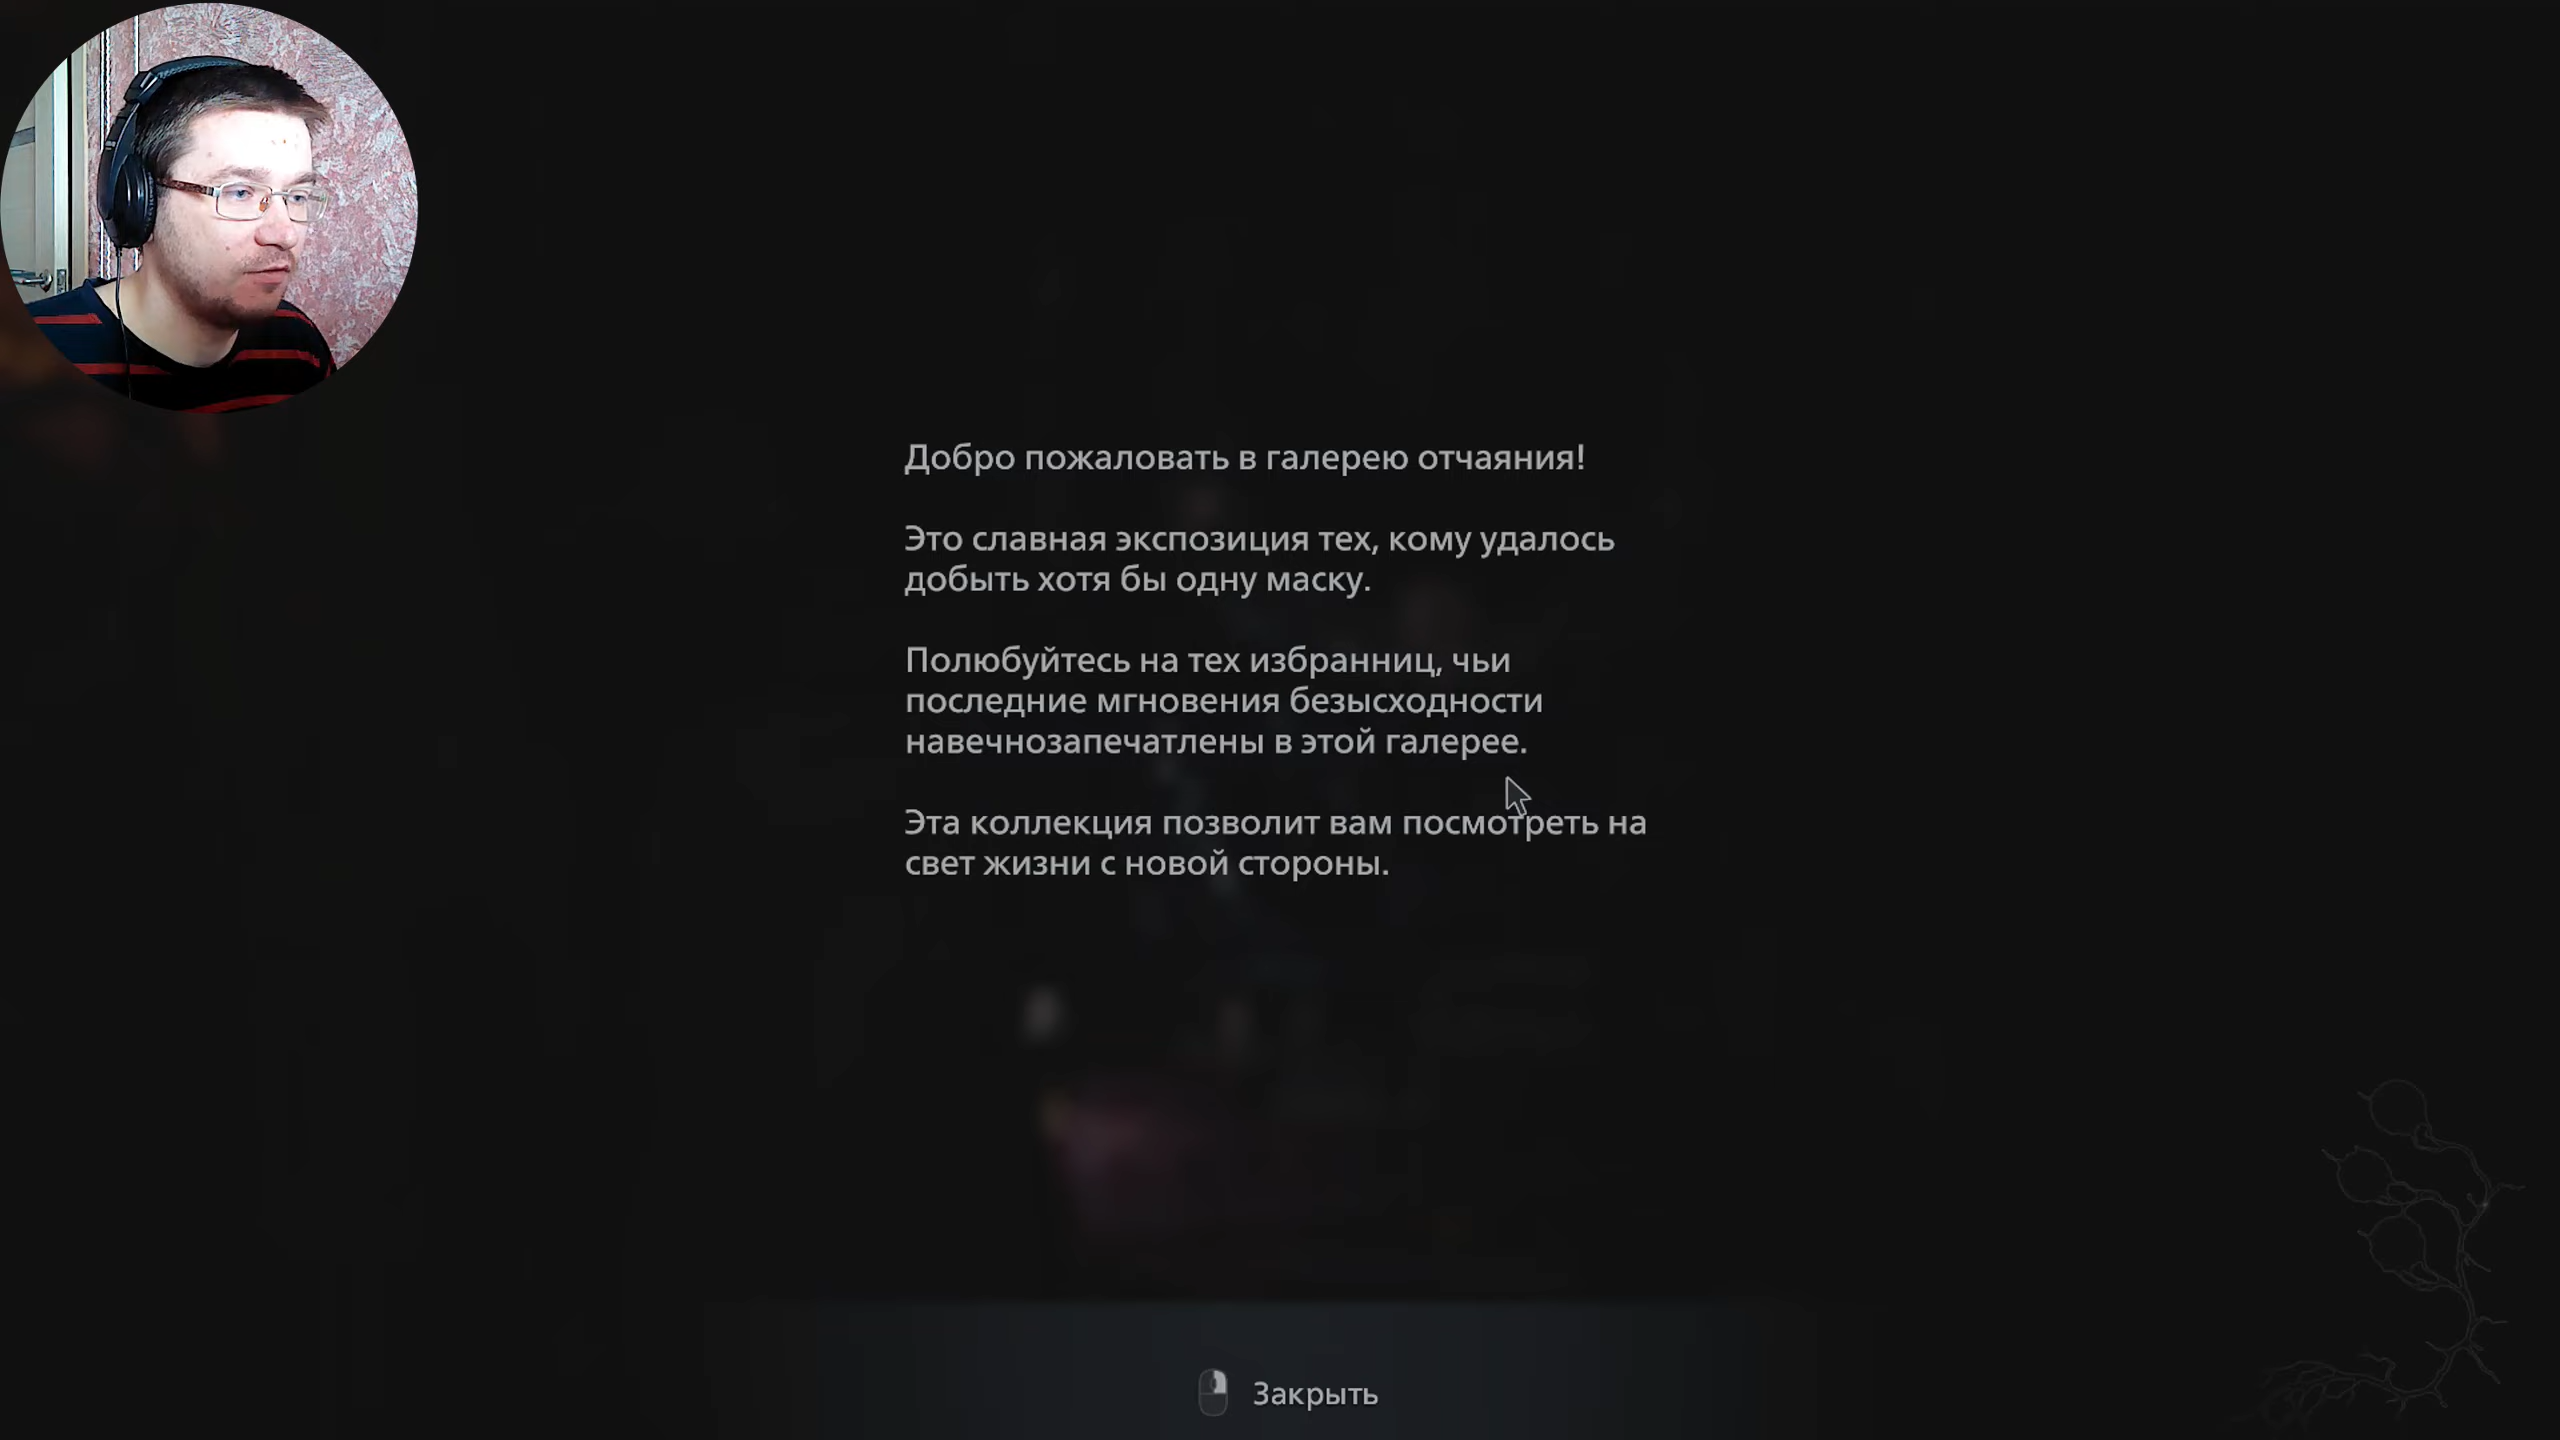 Добро пожаловать в галерею отчаяния!
Это славная экспозиция тех, кому удалось
добыть хотя бы одну маску.
Полюбуйтесь на тех избранниц, чьи
последние мгновения безысходности
навечнозапечатлены в этой галерее.
Эта коллекция позволит вам посмотреть на
свет жизни с новой стороны.
Закрыть